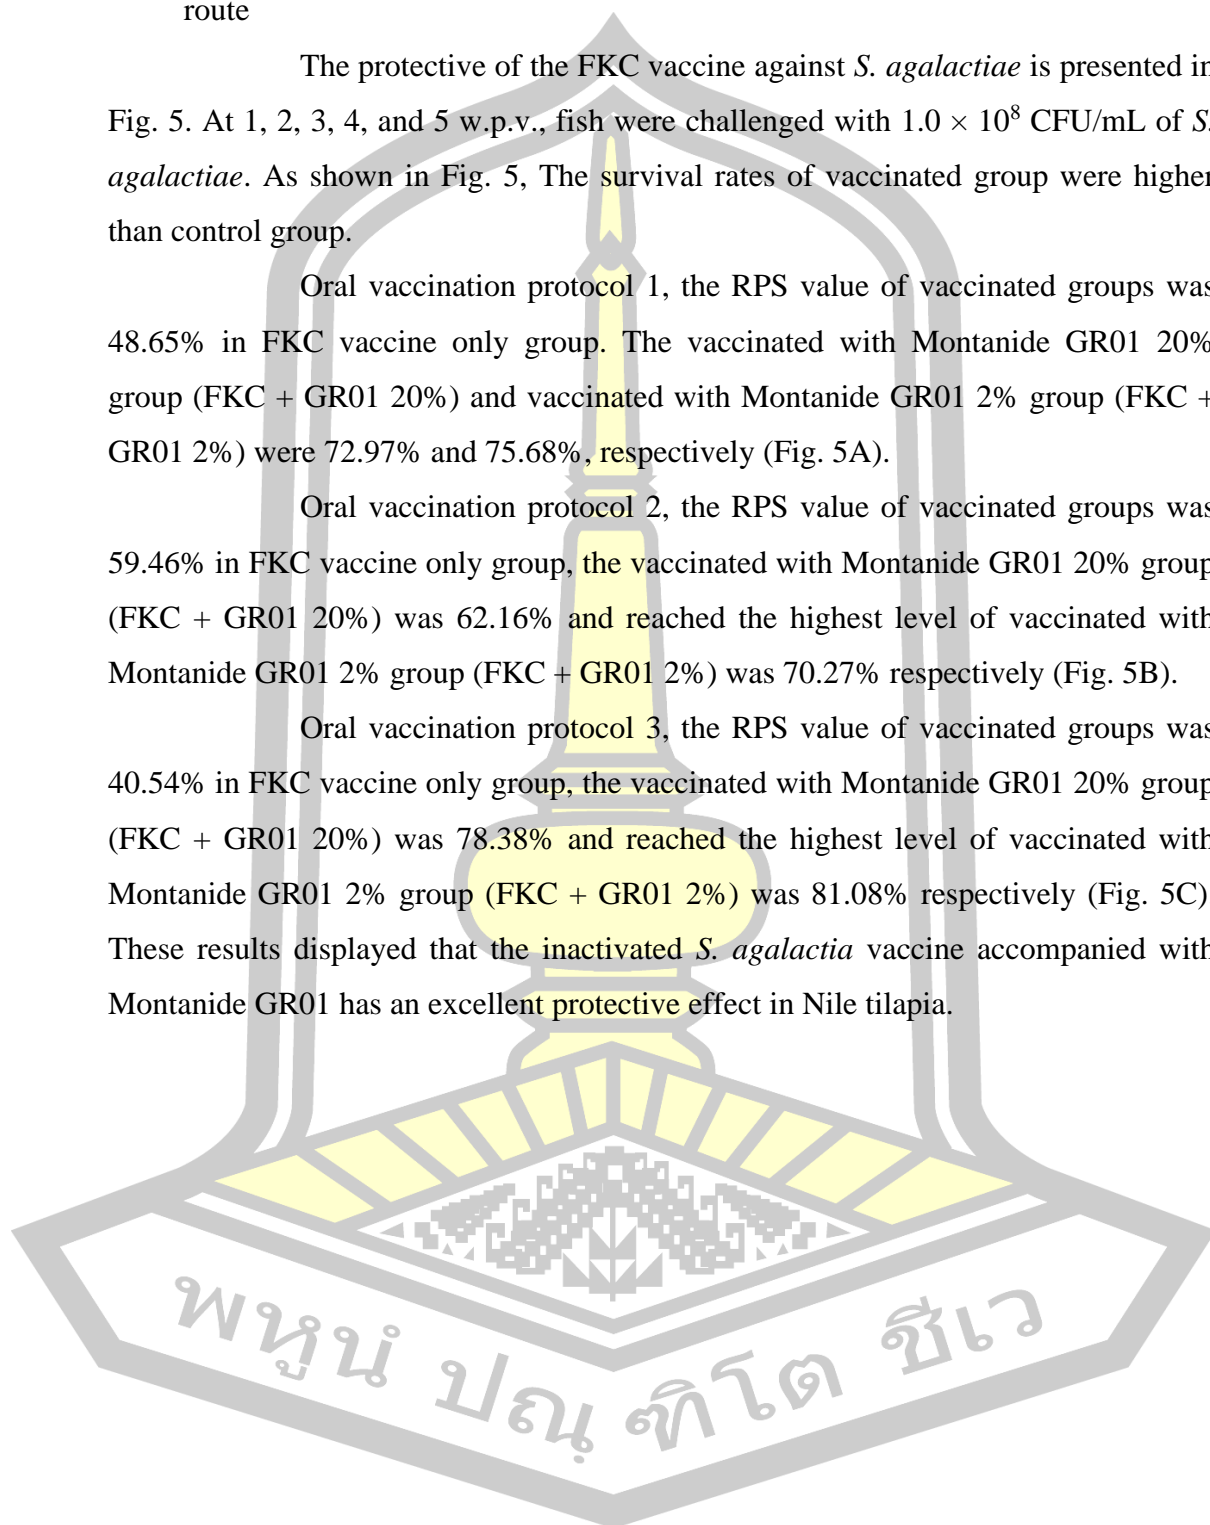 route
The protective of the FKC vaccine against S. agalactiae is presented in
Fig. 5. At 1, 2, 3, 4, and 5 w.p.v., fish were challenged with 1.0 × 10⁸ CFU/mL of S.
agalactiae. As shown in Fig. 5, The survival rates of vaccinated group were higher
than control group.
Oral vaccination protocol 1, the RPS value of vaccinated groups was
48.65% in FKC vaccine only group. The vaccinated with Montanide GR01 20%
group (FKC + GR01 20%) and vaccinated with Montanide GR01 2% group (FKC +
GR01 2%) were 72.97% and 75.68%, respectively (Fig. 5A).
Oral vaccination protocol 2, the RPS value of vaccinated groups was
59.46% in FKC vaccine only group, the vaccinated with Montanide GR01 20% group
(FKC + GR01 20%) was 62.16% and reached the highest level of vaccinated with
Montanide GR01 2% group (FKC + GR01 2%) was 70.27% respectively (Fig. 5B).
Oral vaccination protocol 3, the RPS value of vaccinated groups was
40.54% in FKC vaccine only group, the vaccinated with Montanide GR01 20% group
(FKC + GR01 20%) was 78.38% and reached the highest level of vaccinated with
Montanide GR01 2% group (FKC + GR01 2%) was 81.08% respectively (Fig. 5C)
These results displayed that the inactivated S. agalactia vaccine accompanied with
Montanide GR01 has an excellent protective effect in Nile tilapia.
พหูนํ ปณฺฑิโต ชีเว